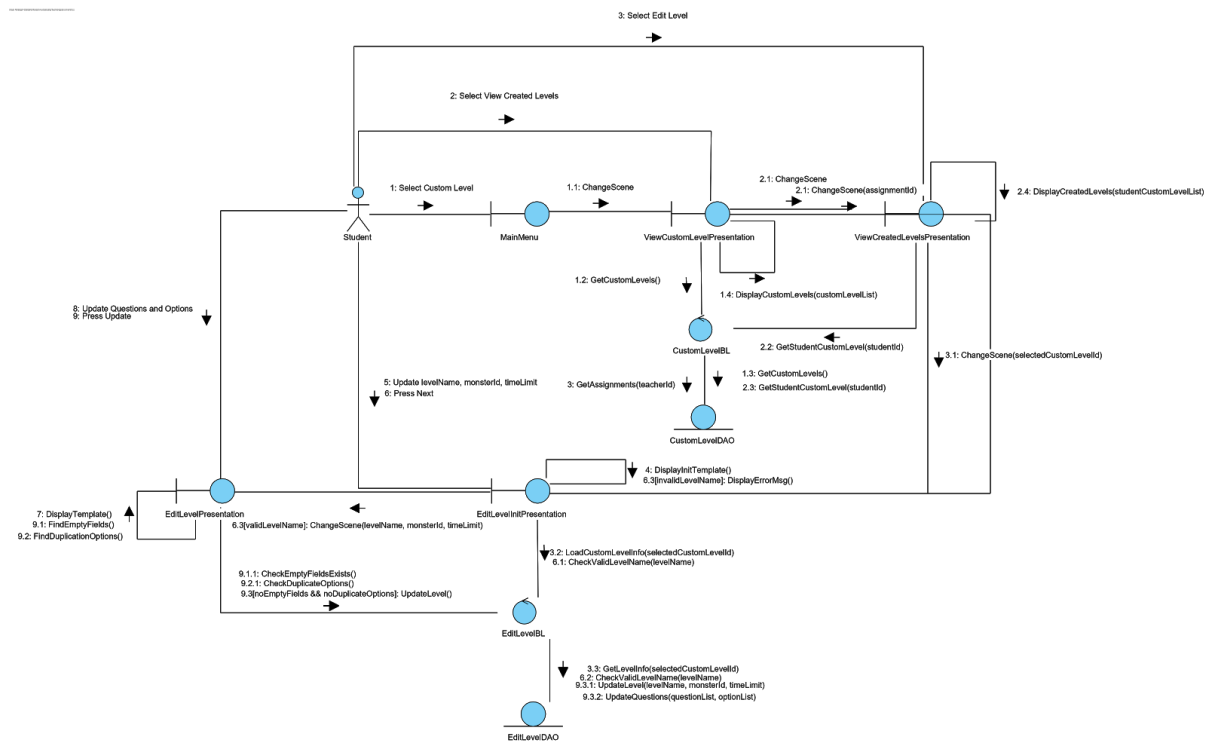 3: Select Edit Level
2: Select View Created Levels
1: Select Custom Level
1.1: ChangeScene
2.1: ChangeScene
2.1: ChangeScene(assignmentId)
2.4: DisplayCreatedLevels(studentCustomLevelList)
Student
MainMenu
ViewCustomLevelPresentation
ViewCreatedLevelsPresentation
1.2: GetCustomLevels()
1.4: DisplayCustomLevels(customLevelList)
8: Update Questions and Options
9: Press Update
CustomLevelBL
2.2: GetStudentCustomLevel(studentId)
3.1: ChangeScene(selectedCustomLevelId)
5: Update levelName, monsterId, timeLimit
6: Press Next
3: GetAssignments(teacherId)
1.3: GetCustomLevels()
2.3: GetStudentCustomLevel(studentId)
CustomLevelDAO
4: DisplayInitTemplate()
6.3[invalidLevelName]: DisplayErrorMsg()
EditLevelPresentation
EditLevelInitPresentation
7: DisplayTemplate()
9.1: FindEmptyFields()
9.2: FindDuplicationOptions()
6.3[validLevelName]: ChangeScene(levelName, monsterId, timeLimit)
3.2: LoadCustomLevelInfo(selectedCustomLevelId)
6.1: CheckValidLevelName(levelName)
9.1.1: CheckEmptyFieldsExists()
9.2.1: CheckDuplicateOptions()
9.3[noEmptyFields && noDuplicateOptions]: UpdateLevel()
EditLevelBL
3.3: GetLevelInfo(selectedCustomLevelId)
6.2: CheckValidLevelName(levelName)
9.3.1: UpdateLevel(levelName, monsterId, timeLimit)
9.3.2: UpdateQuestions(questionList, optionList)
EditLevelDAO